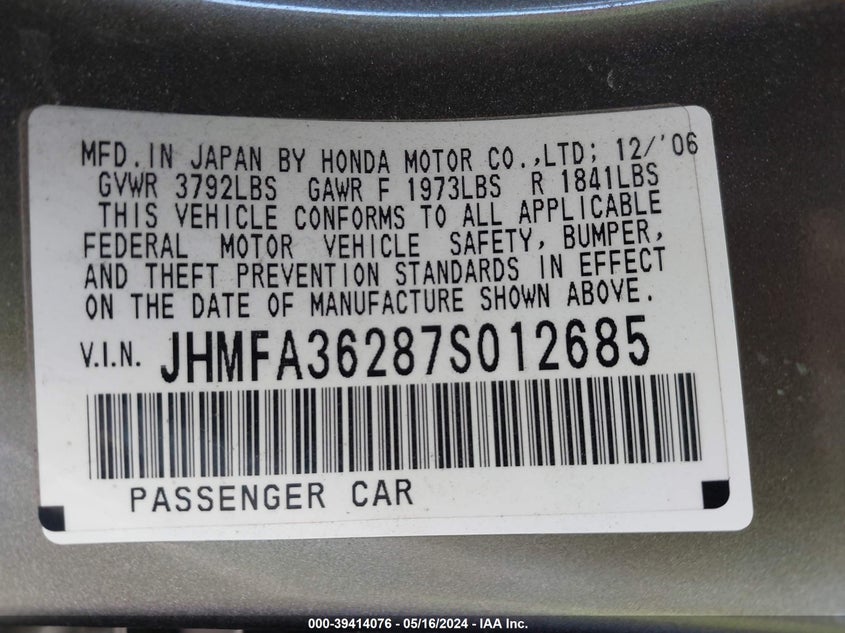 MFD. IN JAPAN BY HONDA MOTOR CO.,LTD; 12/'06
GVWR 3792LBS GAWR F 1973LBS R 1841LBS
THIS VEHICLE CONFORMS TO ALL APPLICABLE
FEDERAL MOTOR VEHICLE SAFETY, BUMPER,
AND THEFT PREVENTION STANDARDS IN EFFECT
ON THE DATE OF MANUFACTURE SHOWN ABOVE.
V.I.N. JHMFA36287S012685
PASSENGER CAR
000-39414076 - 05/16/2024 - IAA Inc.